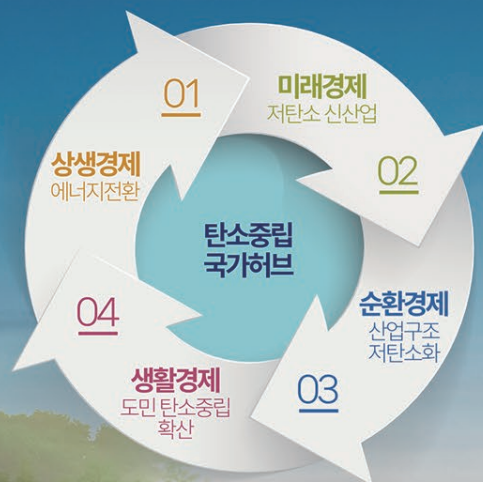 01
상생경제
에너지전환
미래경제
저탄소 신산업
02
순환경제
산업구조
저탄소화
03
생활경제
도민 탄소중립
확산
04
탄소중립
국가허브